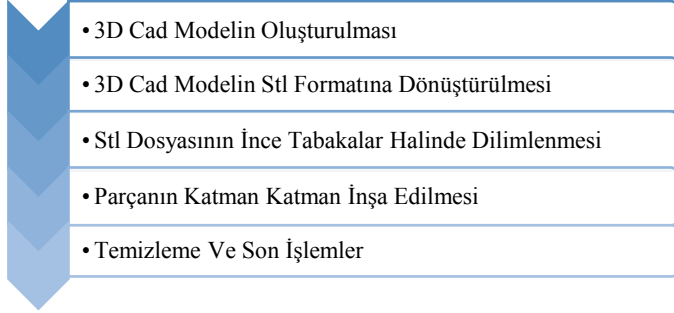 • 3D Cad Modelin Oluşturulması
• 3D Cad Modelin Stl Formatına Dönüştürülmesi
• Stl Dosyasının İnce Tabakalar Halinde Dilimlenmesi
• Parçanın Katman Katman İnşa Edilmesi
• Temizleme Ve Son İşlemler